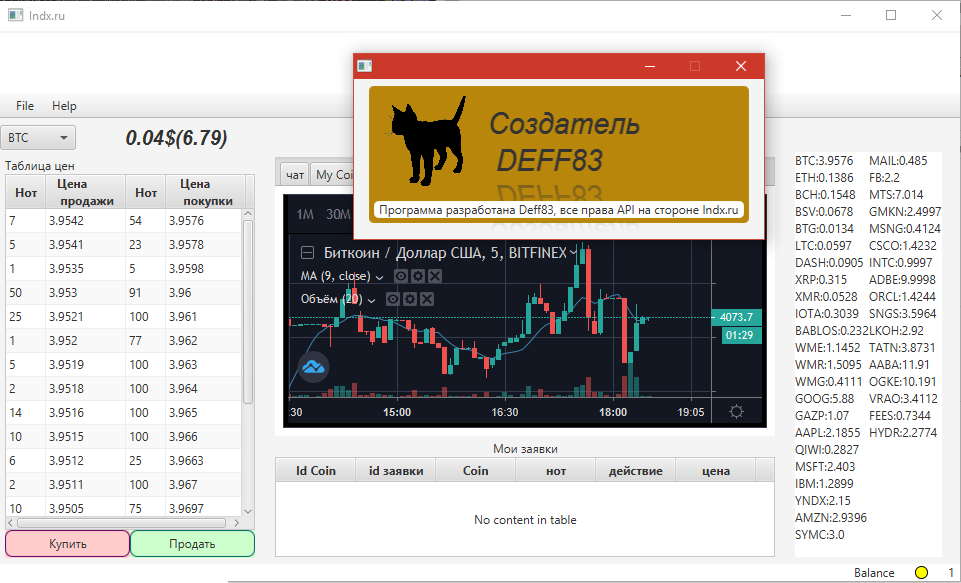 Indx.ru
File Help
BTC
0.04$(6.79)
Таблица цен
Нот Цена продажи Нот Цена покупки
7 3.9542 54 3.9576
5 3.9541 23 3.9578
1 3.9535 5 3.9598
50 3.953 91 3.96
25 3.9521 100 3.961
1 3.952 77 3.962
5 3.9519 100 3.963
2 3.9518 100 3.964
14 3.9516 100 3.965
10 3.9515 100 3.966
6 3.9512 25 3.9663
2 3.9511 100 3.967
10 3.9505 75 3.9697
Купить Продать
Создатель
DEFF83
Программа разработана Deff83, все права API на стороне Indx.ru
чат My Coi
1M 30M
Биткоин / Доллар США, 5, BITFINEX
MA (9, close)
Объём (20)
4073.7
01:29
:30 15:00 16:30 18:00 19:05
Мои заявки
Id Coin id заявки Coin нот действие цена
No content in table
BTC:3.9576 MAIL:0.485
ETH:0.1386 FB:2.2
BCH:0.1548 MTS:7.014
BSV:0.0678 GMKN:2.4997
BTG:0.0134 MSNG:0.4124
LTC:0.0597 CSCO:1.4232
DASH:0.0905 INTC:0.9997
XRP:0.315 ADBE:9.9998
XMR:0.0528 ORCL:1.4244
IOTA:0.3039 SNGS:3.5964
BABLOS:0.232 LKOH:2.92
WME:1.1452 TATN:3.8731
WMR:1.5095 AABA:11.91
WMG:0.4111 OGKE:10.191
GOOG:5.88 VRAO:3.4112
GAZP:1.07 FEES:0.7344
AAPL:2.1855 HYDR:2.2774
QIWI:0.2827
MSFT:2.403
IBM:1.2899
YNDX:2.15
AMZN:2.9396
SYMC:3.0
Balance 1